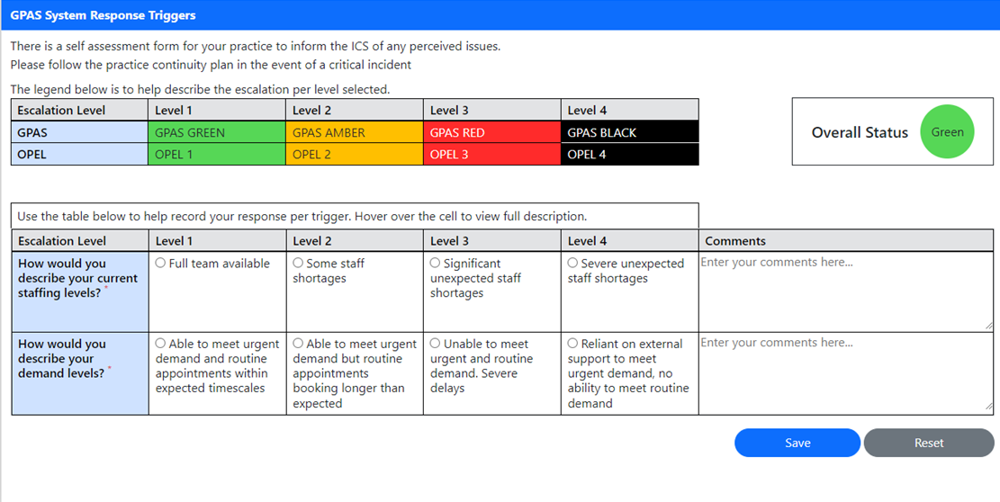 GPAS System Response Triggers
There is a self assessment form for your practice to inform the ICS of any perceived issues.
Please follow the practice continuity plan in the event of a critical incident
The legend below is to help describe the escalation per level selected.
Escalation Level Level 1 Level 2 Level 3 Level 4
GPAS GPAS GREEN GPAS AMBER GPAS RED GPAS BLACK
OPEL OPEL 1 OPEL 2 OPEL 3 OPEL 4
Overall Status Green
Use the table below to help record your response per trigger. Hover over the cell to view full description.
Escalation Level Level 1 Level 2 Level 3 Level 4 Comments
How would you
describe your current
staffing levels? *
Full team available
Some staff
shortages
Significant
unexpected staff
shortages
Severe unexpected
staff shortages
Enter your comments here...
How would you
describe your
demand levels? *
Able to meet urgent
demand and routine
appointments within
expected timescales
Able to meet urgent
demand but routine
appointments
booking longer than
expected
Unable to meet
urgent and routine
demand. Severe
delays
Reliant on external
support to meet
urgent demand, no
ability to meet routine
demand
Enter your comments here...
Save Reset